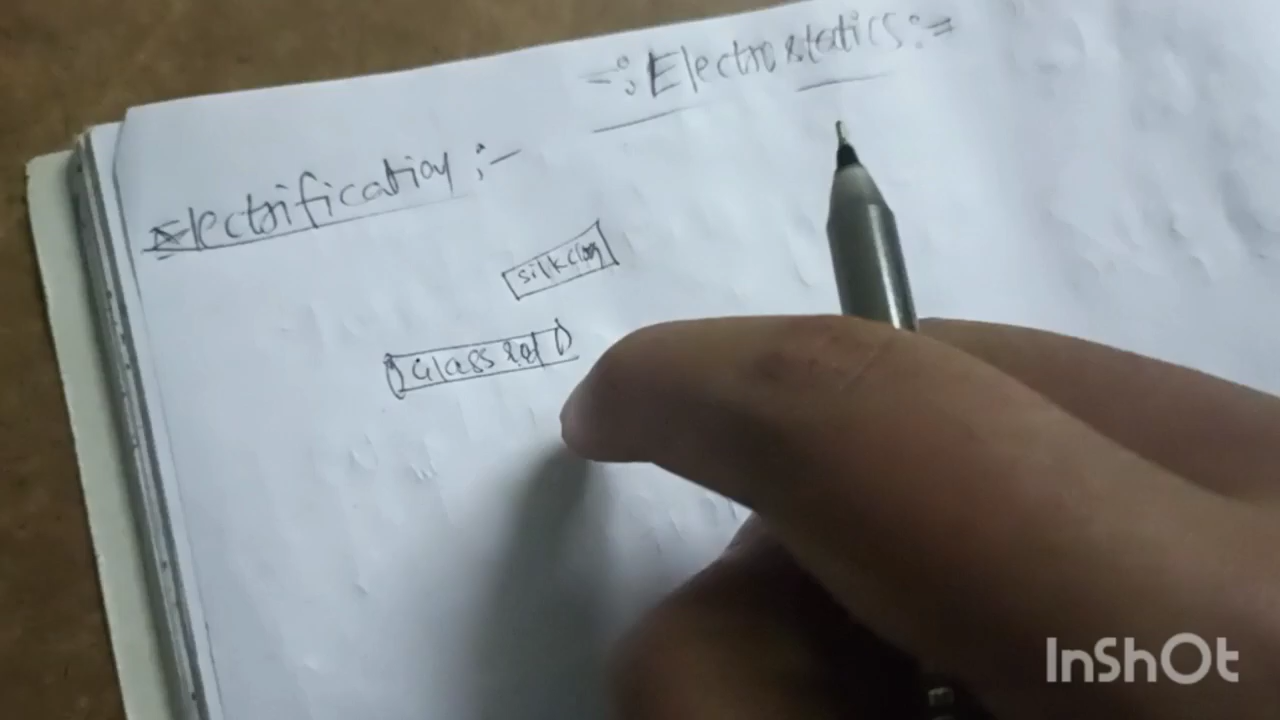 -:Electrostatics:-
Electrification :-
silk cloth
Glass rod
InShOt